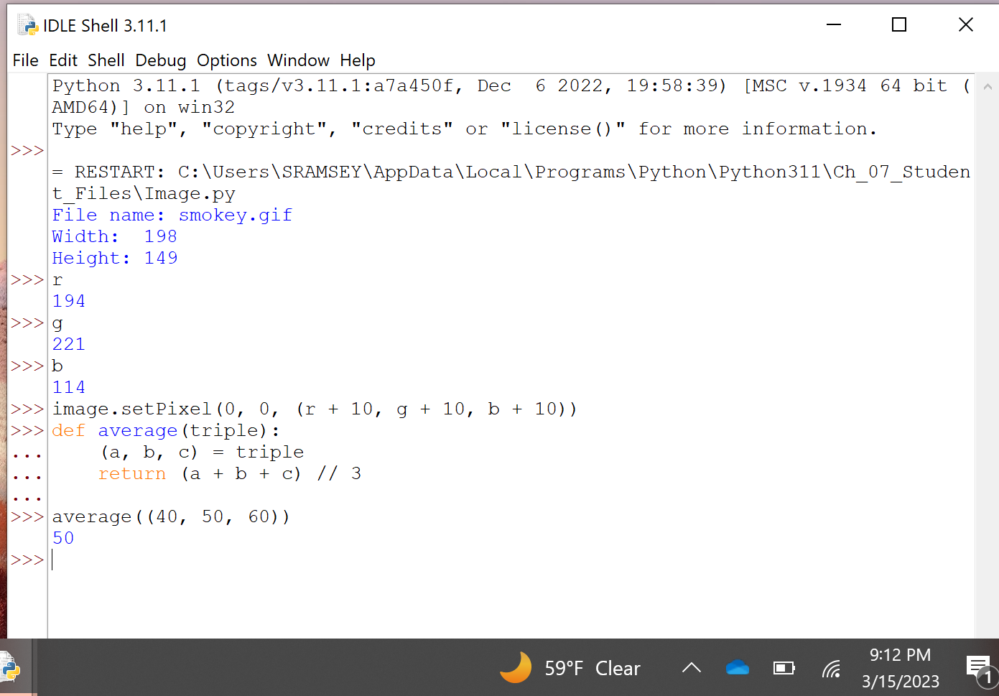 IDLE Shell 3.11.1
File Edit Shell Debug Options Window Help
Python 3.11.1 (tags/v3.11.1:a7a450f, Dec  6 2022, 19:58:39) [MSC v.1934 64 bit (
AMD64)] on win32
Type "help", "copyright", "credits" or "license()" for more information.
>>>
= RESTART: C:\Users\SRAMSEY\AppData\Local\Programs\Python\Python311\Ch_07_Studen
t_Files\Image.py
File name: smokey.gif
Width:  198
Height: 149
>>> r
194
>>> g
221
>>> b
114
>>> image.setPixel(0, 0, (r + 10, g + 10, b + 10))
>>> def average(triple):
...     (a, b, c) = triple
...     return (a + b + c) // 3
...
>>> average((40, 50, 60))
50
>>>
59°F Clear
9:12 PM
3/15/2023
1